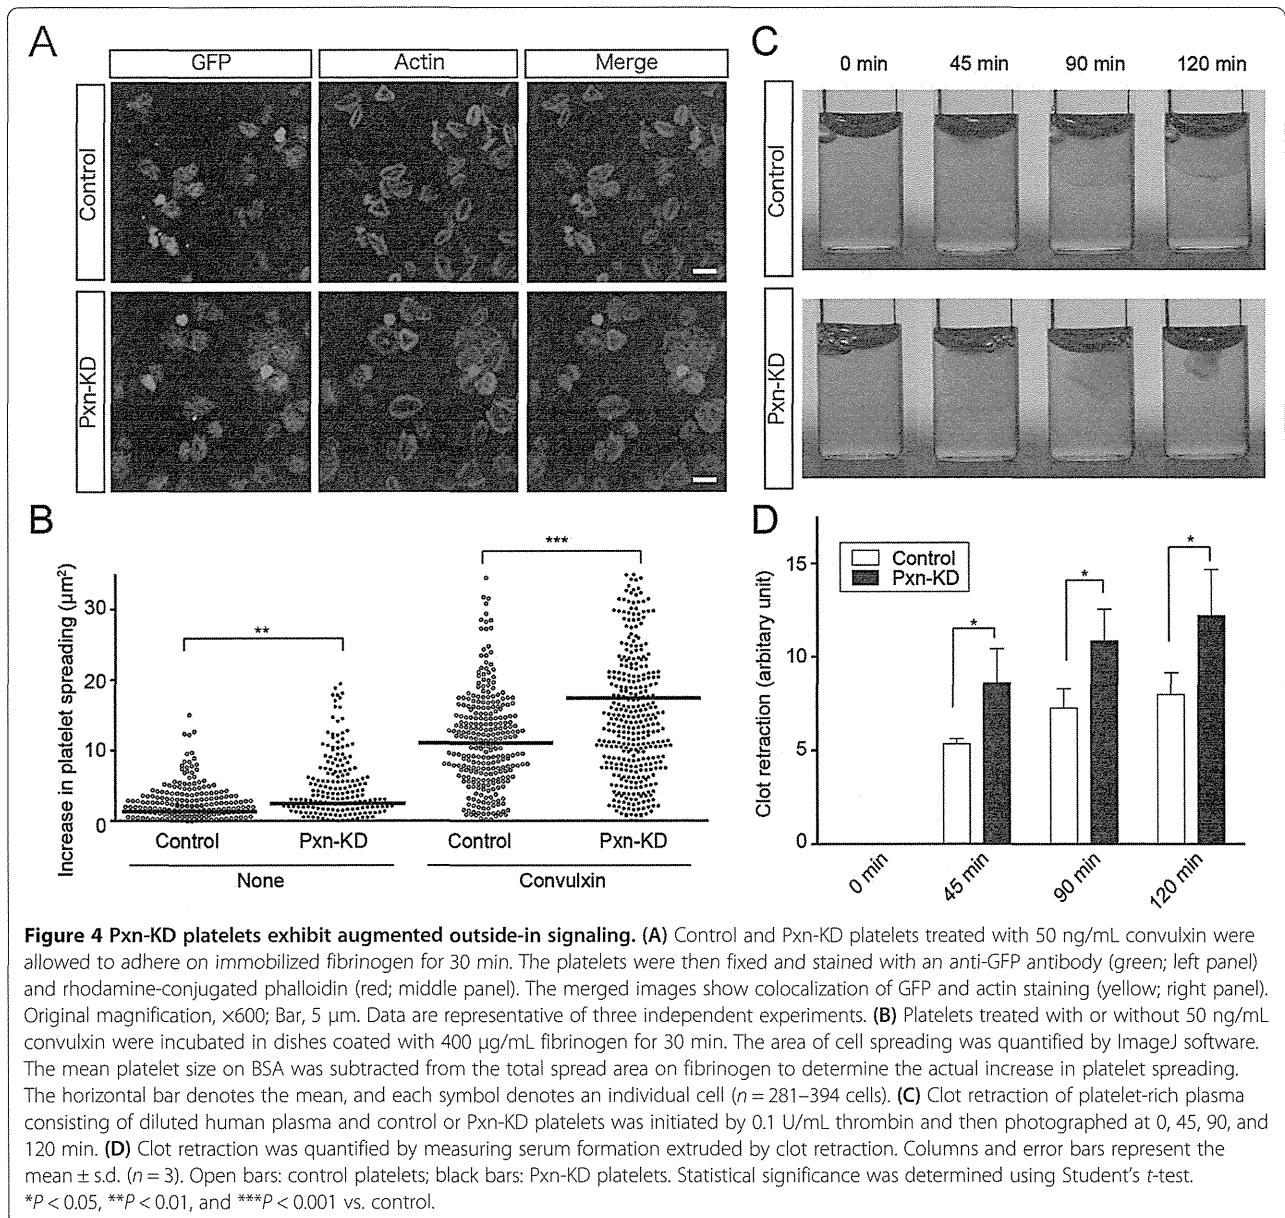 A
GFP
Actin
Merge
Control
Pxn-KD
C
0 min
45 min
90 min
120 min
Control
Pxn-KD
B
Increase in platelet spreading (µm²)
30
20
10
0
**
***
Control
Pxn-KD
Control
Pxn-KD
None
Convulxin
D
Clot retraction (arbitary unit)
15
10
5
0
Control
Pxn-KD
*
*
*
0 min
45 min
90 min
120 min
Figure 4 Pxn-KD platelets exhibit augmented outside-in signaling. (A) Control and Pxn-KD platelets treated with 50 ng/mL convulxin were
allowed to adhere on immobilized fibrinogen for 30 min. The platelets were then fixed and stained with an anti-GFP antibody (green; left panel)
and rhodamine-conjugated phalloidin (red; middle panel). The merged images show colocalization of GFP and actin staining (yellow; right panel).
Original magnification, ×600; Bar, 5 µm. Data are representative of three independent experiments. (B) Platelets treated with or without 50 ng/mL
convulxin were incubated in dishes coated with 400 µg/mL fibrinogen for 30 min. The area of cell spreading was quantified by ImageJ software.
The mean platelet size on BSA was subtracted from the total spread area on fibrinogen to determine the actual increase in platelet spreading.
The horizontal bar denotes the mean, and each symbol denotes an individual cell (n = 281–394 cells). (C) Clot retraction of platelet-rich plasma
consisting of diluted human plasma and control or Pxn-KD platelets was initiated by 0.1 U/mL thrombin and then photographed at 0, 45, 90, and
120 min. (D) Clot retraction was quantified by measuring serum formation extruded by clot retraction. Columns and error bars represent the
mean ± s.d. (n = 3). Open bars: control platelets; black bars: Pxn-KD platelets. Statistical significance was determined using Student's t-test.
*P < 0.05, **P < 0.01, and ***P < 0.001 vs. control.